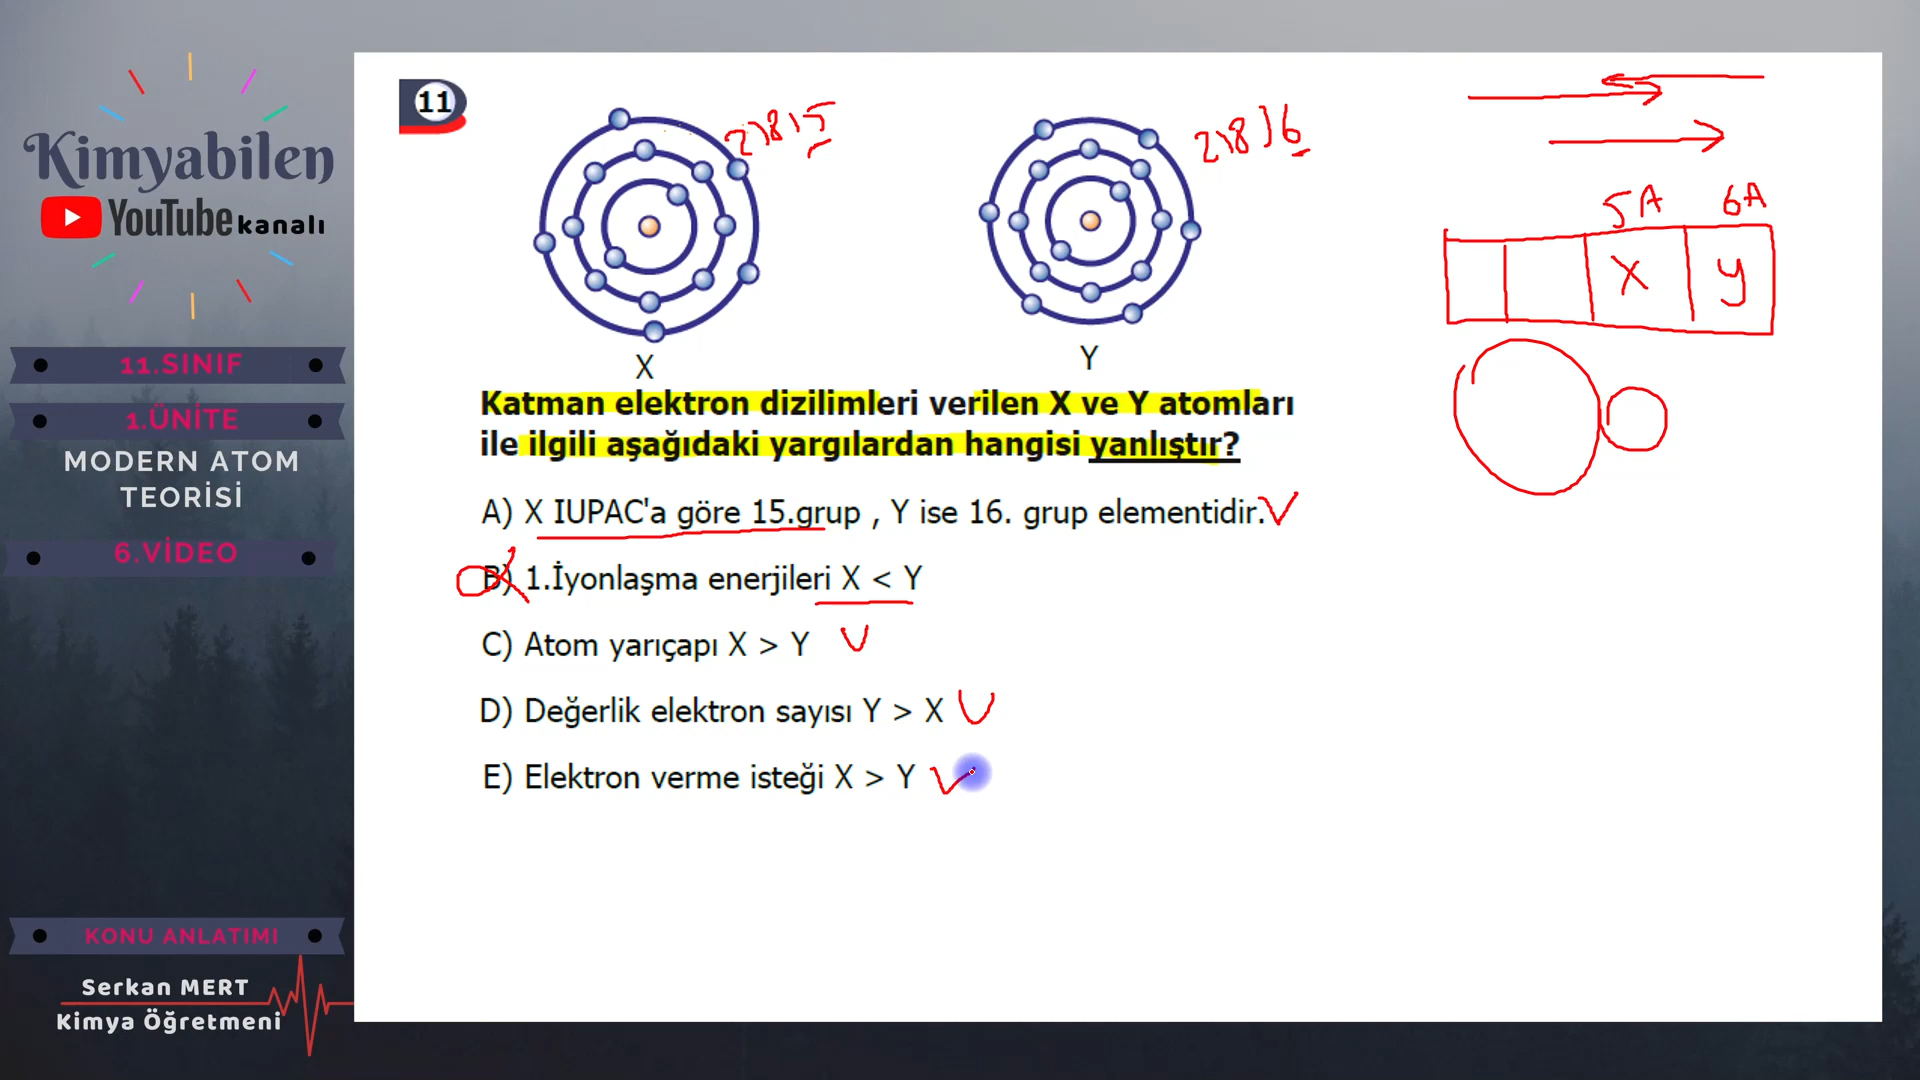 Kimyabilen
YouTube kanalı
11.SINIF
1.ÜNİTE
MODERN ATOM
TEORİSİ
6.VİDEO
KONU ANLATIMI
Serkan MERT
Kimya Öğretmeni
11
2)8)5
2)8)6
X
Y
Katman elektron dizilimleri verilen X ve Y atomları
ile ilgili aşağıdaki yargılardan hangisi yanlıştır?
A) X IUPAC'a göre 15.grup , Y ise 16. grup elementidir.
B) 1.İyonlaşma enerjileri X < Y
C) Atom yarıçapı X > Y
D) Değerlik elektron sayısı Y > X
E) Elektron verme isteği X > Y
5A 6A
X y